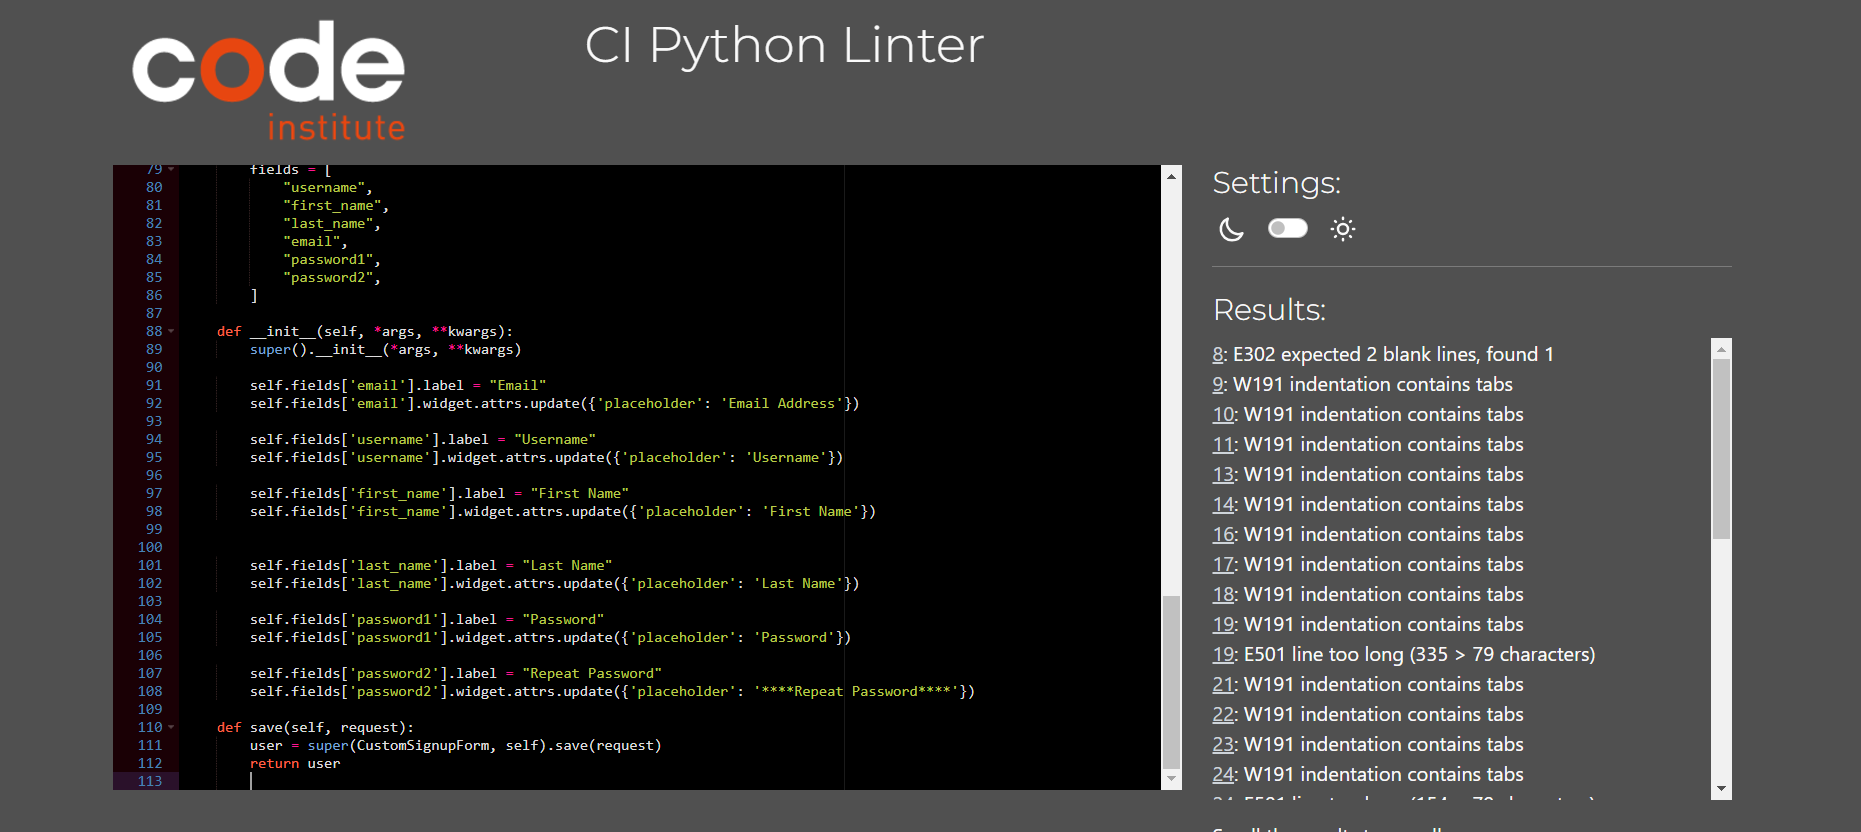 code
institute
CI Python Linter
79 fields = [
80 "username",
81 "first_name",
82 "last_name",
83 "email",
84 "password1",
85 "password2",
86 ]
87
88 def __init__(self, *args, **kwargs):
89 super().__init__(*args, **kwargs)
90
91 self.fields['email'].label = "Email"
92 self.fields['email'].widget.attrs.update({'placeholder': 'Email Address'})
93
94 self.fields['username'].label = "Username"
95 self.fields['username'].widget.attrs.update({'placeholder': 'Username'})
96
97 self.fields['first_name'].label = "First Name"
98 self.fields['first_name'].widget.attrs.update({'placeholder': 'First Name'})
99
100
101 self.fields['last_name'].label = "Last Name"
102 self.fields['last_name'].widget.attrs.update({'placeholder': 'Last Name'})
103
104 self.fields['password1'].label = "Password"
105 self.fields['password1'].widget.attrs.update({'placeholder': 'Password'})
106
107 self.fields['password2'].label = "Repeat Password"
108 self.fields['password2'].widget.attrs.update({'placeholder': '****Repeat Password****'})
109
110 def save(self, request):
111 user = super(CustomSignupForm, self).save(request)
112 return user
113
Settings:
Results:
8: E302 expected 2 blank lines, found 1
9: W191 indentation contains tabs
10: W191 indentation contains tabs
11: W191 indentation contains tabs
13: W191 indentation contains tabs
14: W191 indentation contains tabs
16: W191 indentation contains tabs
17: W191 indentation contains tabs
18: W191 indentation contains tabs
19: W191 indentation contains tabs
19: E501 line too long (335 > 79 characters)
21: W191 indentation contains tabs
22: W191 indentation contains tabs
23: W191 indentation contains tabs
24: W191 indentation contains tabs